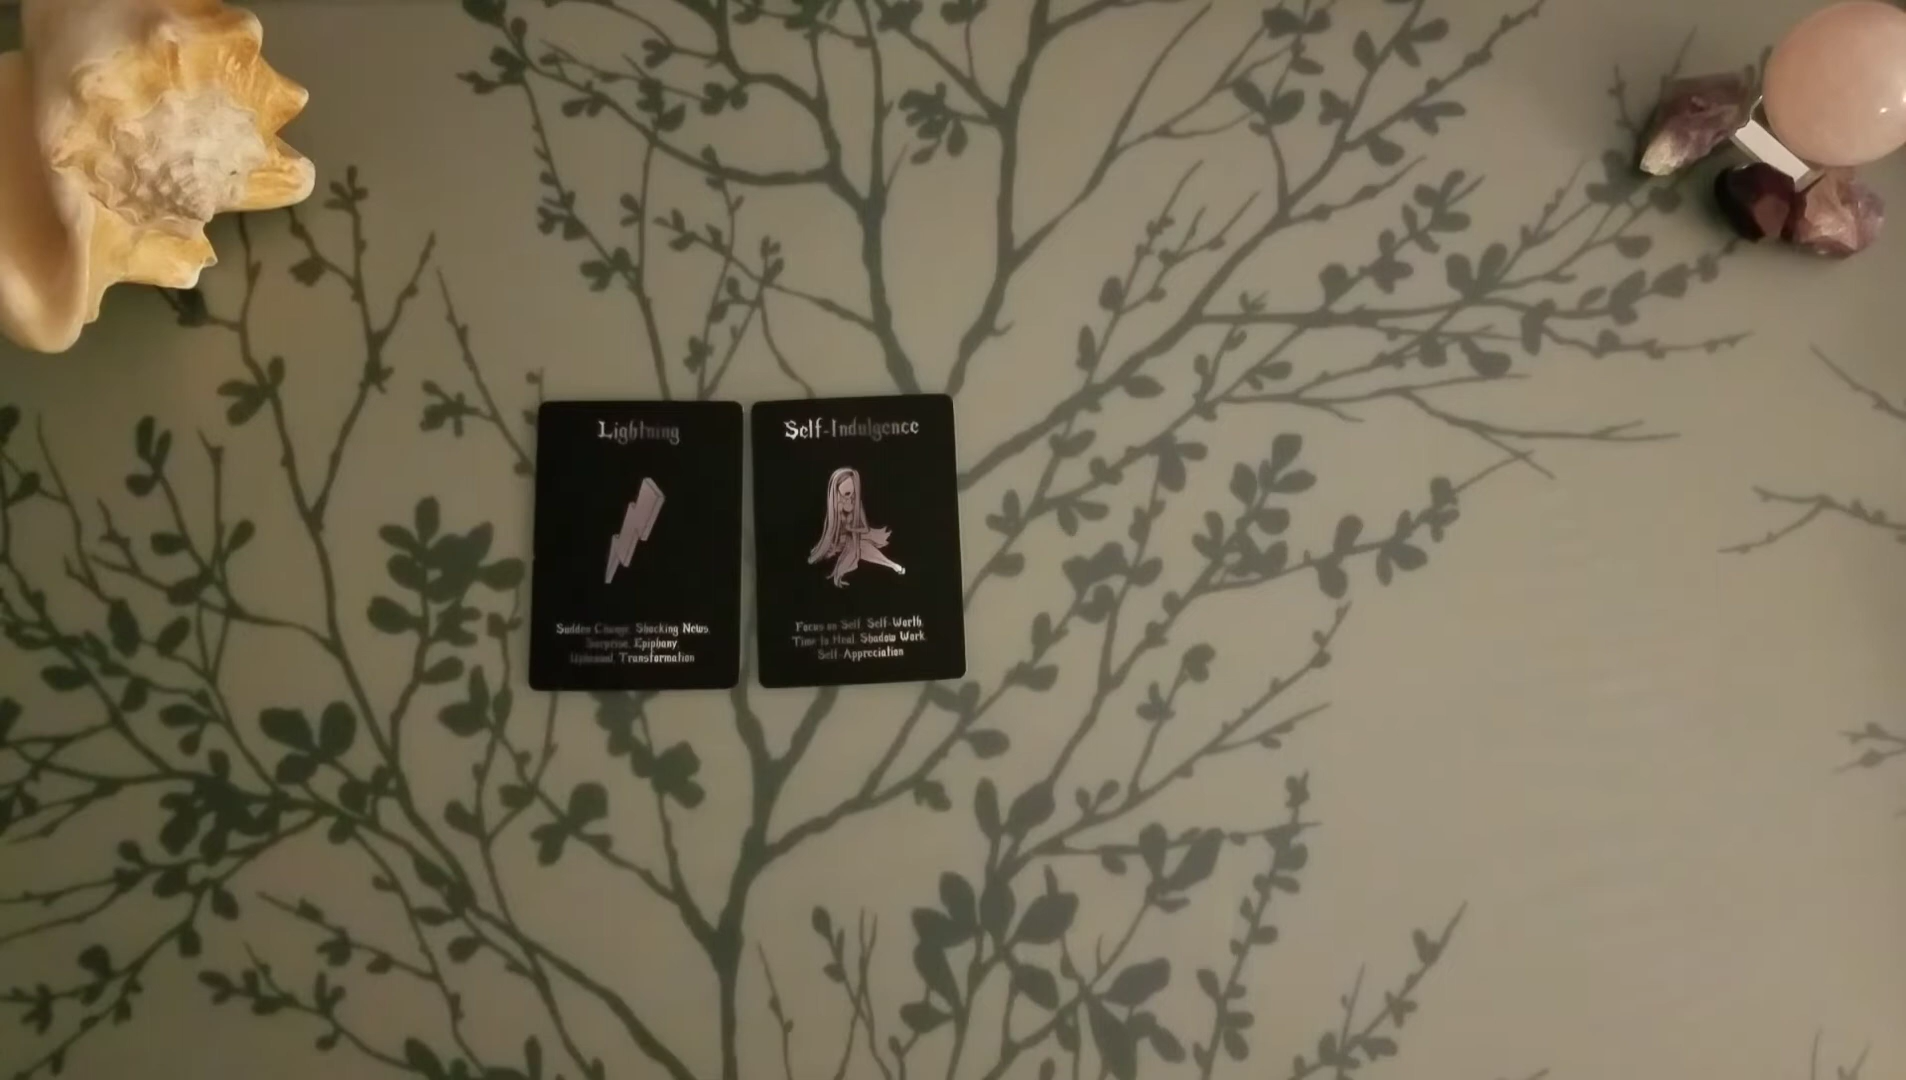 Lightning
Sudden Change. Shocking News.
Surprise. Epiphany.
Upheaval. Transformation
Self-Indulgence
Focus on Self. Self-Worth.
Time to Heal. Shadow Work.
Self-Appreciation